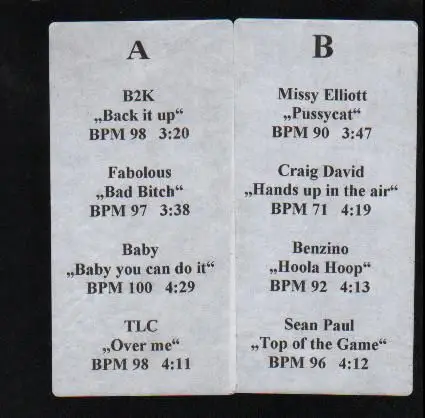 A
B2K
„Back it up“
BPM 98 3:20
Fabolous
„Bad Bitch“
BPM 97 3:38
Baby
„Baby you can do it“
BPM 100 4:29
TLC
„Over me“
BPM 98 4:11
B
Missy Elliott
„Pussycat“
BPM 90 3:47
Craig David
„Hands up in the air“
BPM 71 4:19
Benzino
„Hoola Hoop“
BPM 92 4:13
Sean Paul
„Top of the Game“
BPM 96 4:12